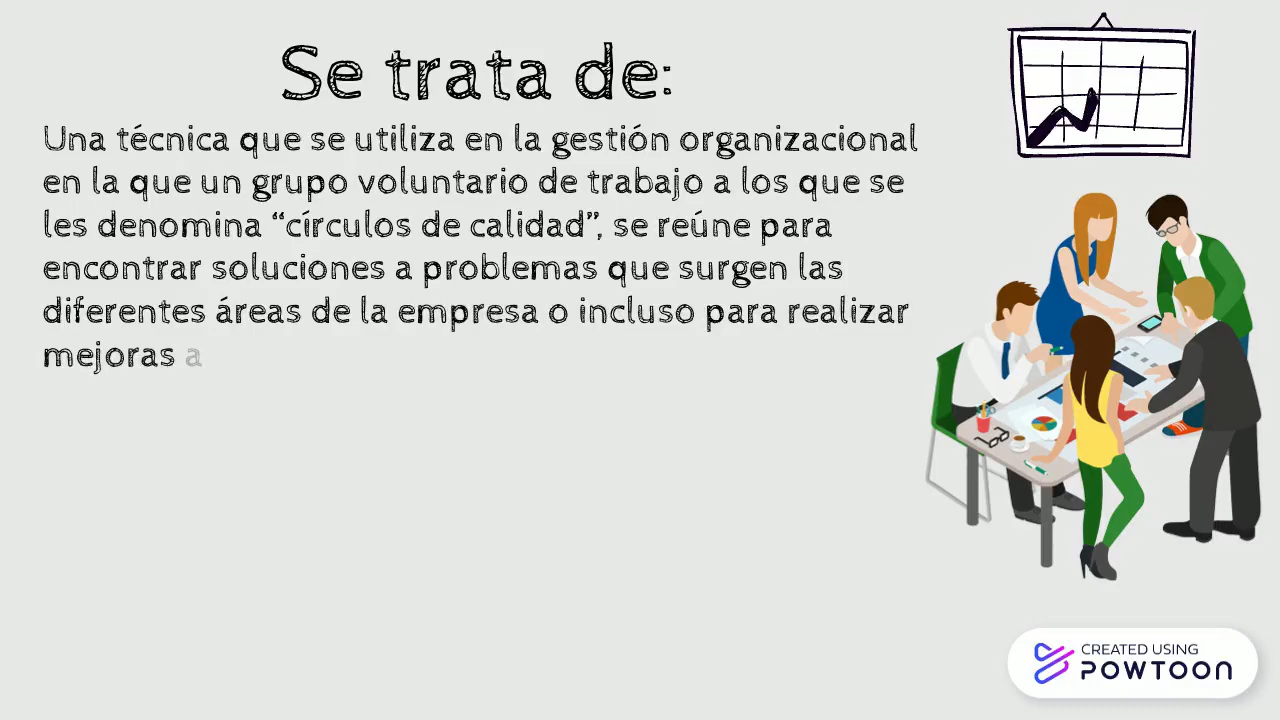 Se trata de:
Una técnica que se utiliza en la gestión organizacional
en la que un grupo voluntario de trabajo a los que se
les denomina “círculos de calidad”, se reúne para
encontrar soluciones a problemas que surgen las
diferentes áreas de la empresa o incluso para realizar
mejoras a
CREATED USING
POWTOON